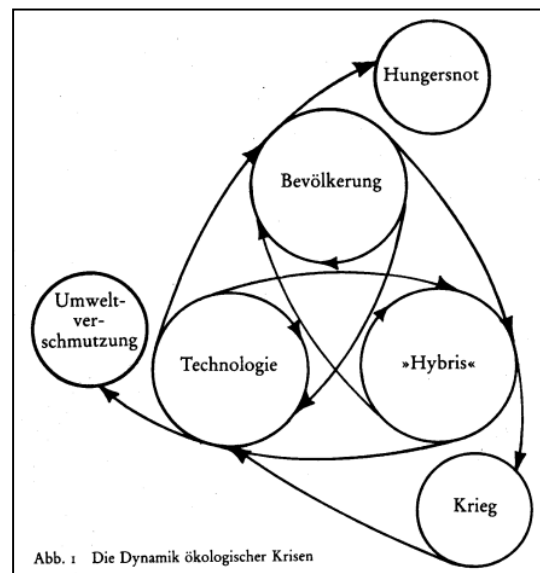 Hungersnot
Bevölkerung
Umwelt-
ver-
schmutzung
Technologie
»Hybris«
Krieg
Abb. 1 Die Dynamik ökologischer Krisen